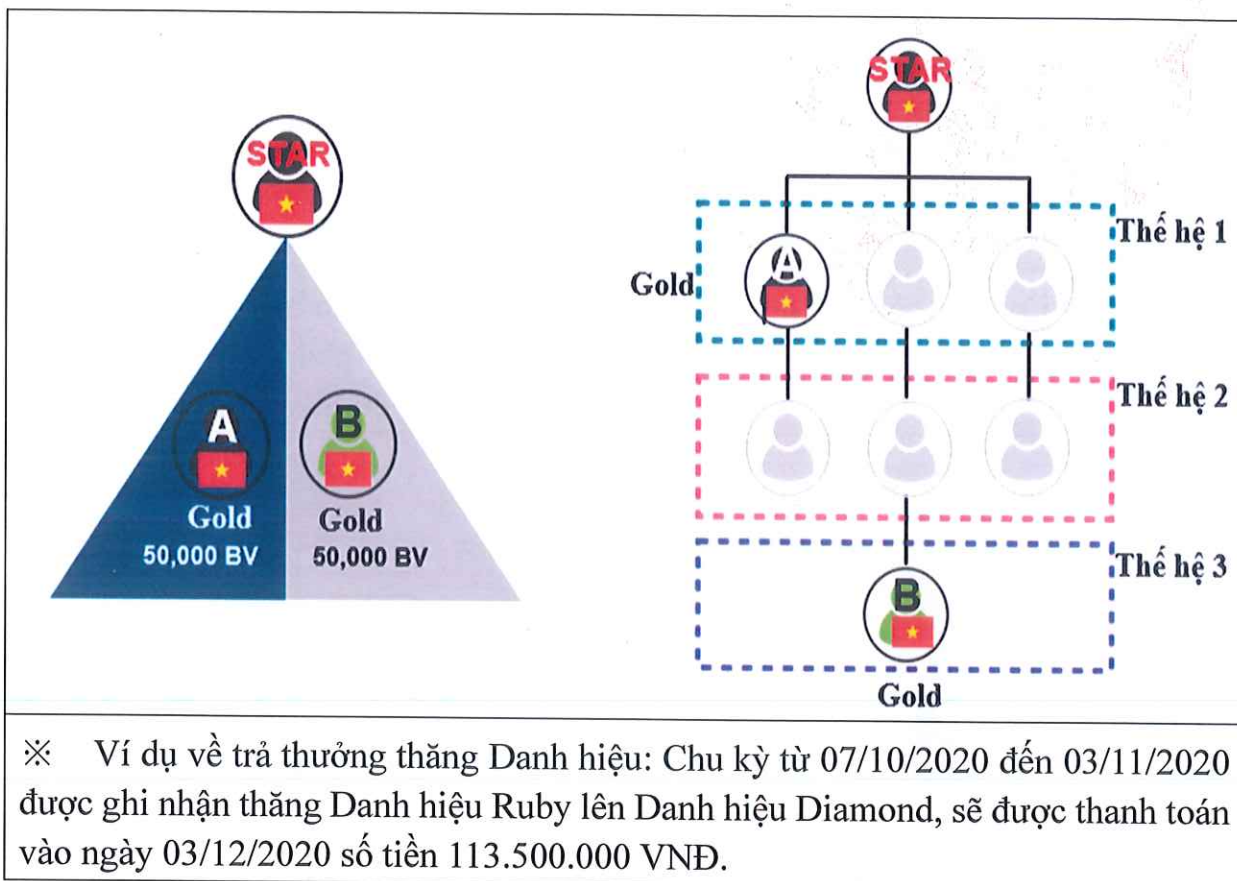 STAR
A
Gold
50,000 BV
B
Gold
50,000 BV
STAR
Thế hệ 1
Gold
A
Thế hệ 2
Thế hệ 3
B
Gold
※ Ví dụ về trả thưởng thăng Danh hiệu: Chu kỳ từ 07/10/2020 đến 03/11/2020
được ghi nhận thăng Danh hiệu Ruby lên Danh hiệu Diamond, sẽ được thanh toán
vào ngày 03/12/2020 số tiền 113.500.000 VNĐ.